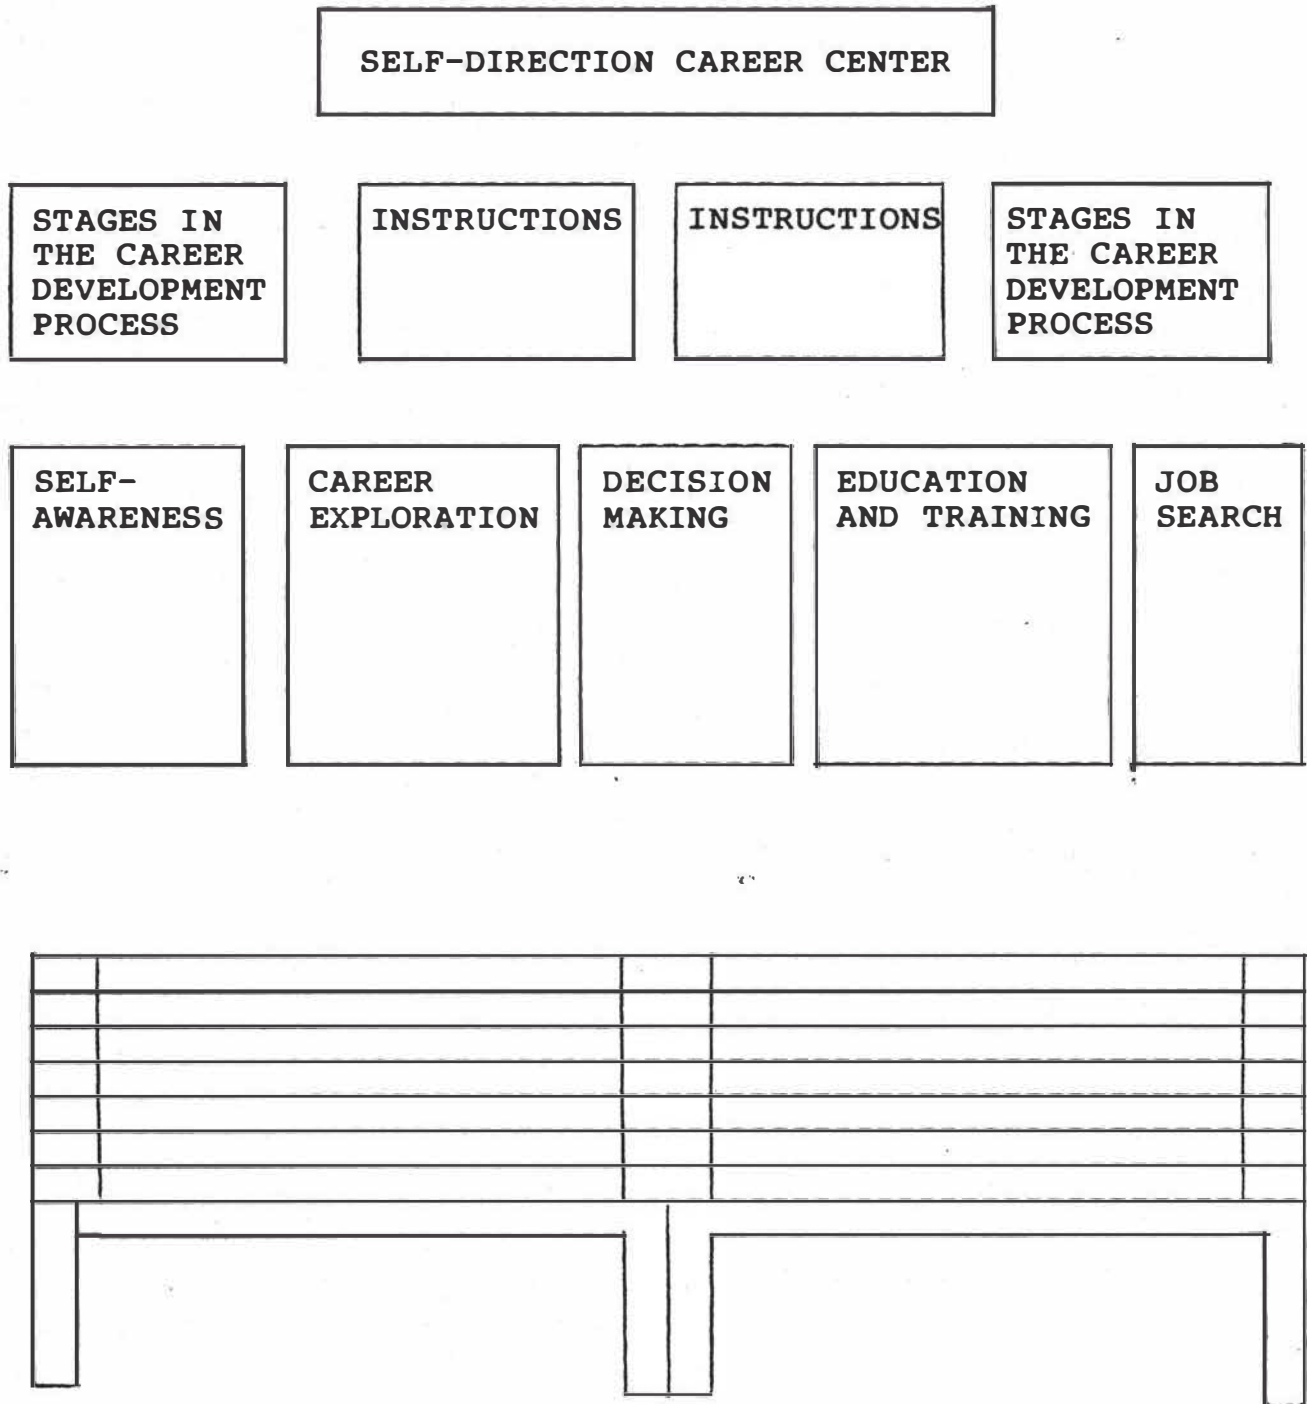 SELF-DIRECTION CAREER CENTER
STAGES IN
THE CAREER
DEVELOPMENT
PROCESS
INSTRUCTIONS
INSTRUCTIONS
STAGES IN
THE CAREER
DEVELOPMENT
PROCESS
SELF-
AWARENESS
CAREER
EXPLORATION
DECISION
MAKING
EDUCATION
AND TRAINING
JOB
SEARCH